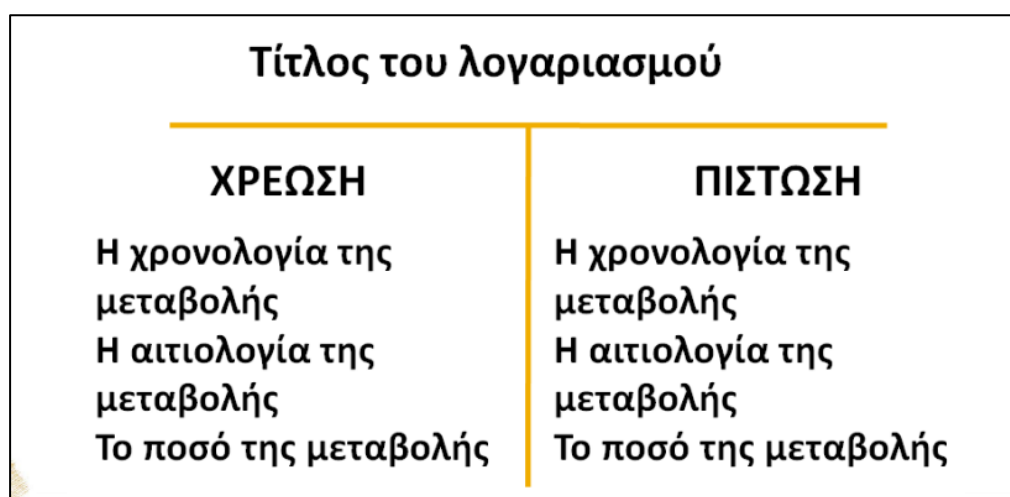 Τίτλος του λογαριασμού
ΧΡΕΩΣΗ
Η χρονολογία της
μεταβολής
Η αιτιολογία της
μεταβολής
Το ποσό της μεταβολής
ΠΙΣΤΩΣΗ
Η χρονολογία της
μεταβολής
Η αιτιολογία της
μεταβολής
Το ποσό της μεταβολής